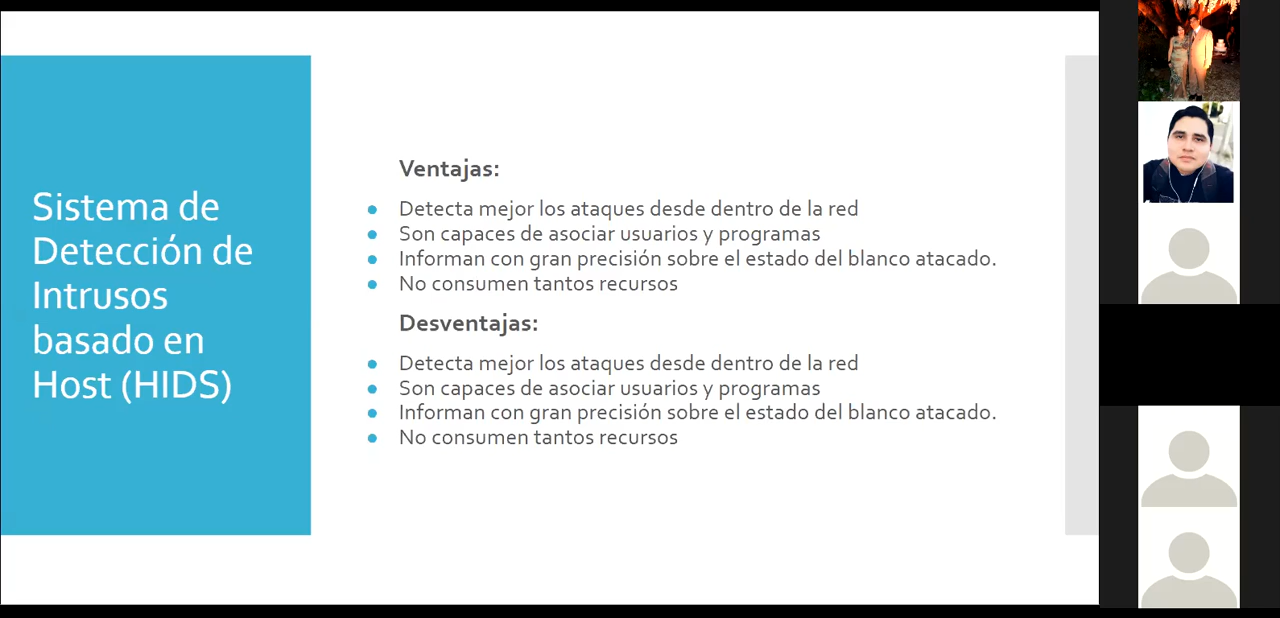 Sistema de
Detección de
Intrusos
basado en
Host (HIDS)
Ventajas:
Detecta mejor los ataques desde dentro de la red
Son capaces de asociar usuarios y programas
Informan con gran precisión sobre el estado del blanco atacado.
No consumen tantos recursos
Desventajas:
Detecta mejor los ataques desde dentro de la red
Son capaces de asociar usuarios y programas
Informan con gran precisión sobre el estado del blanco atacado.
No consumen tantos recursos